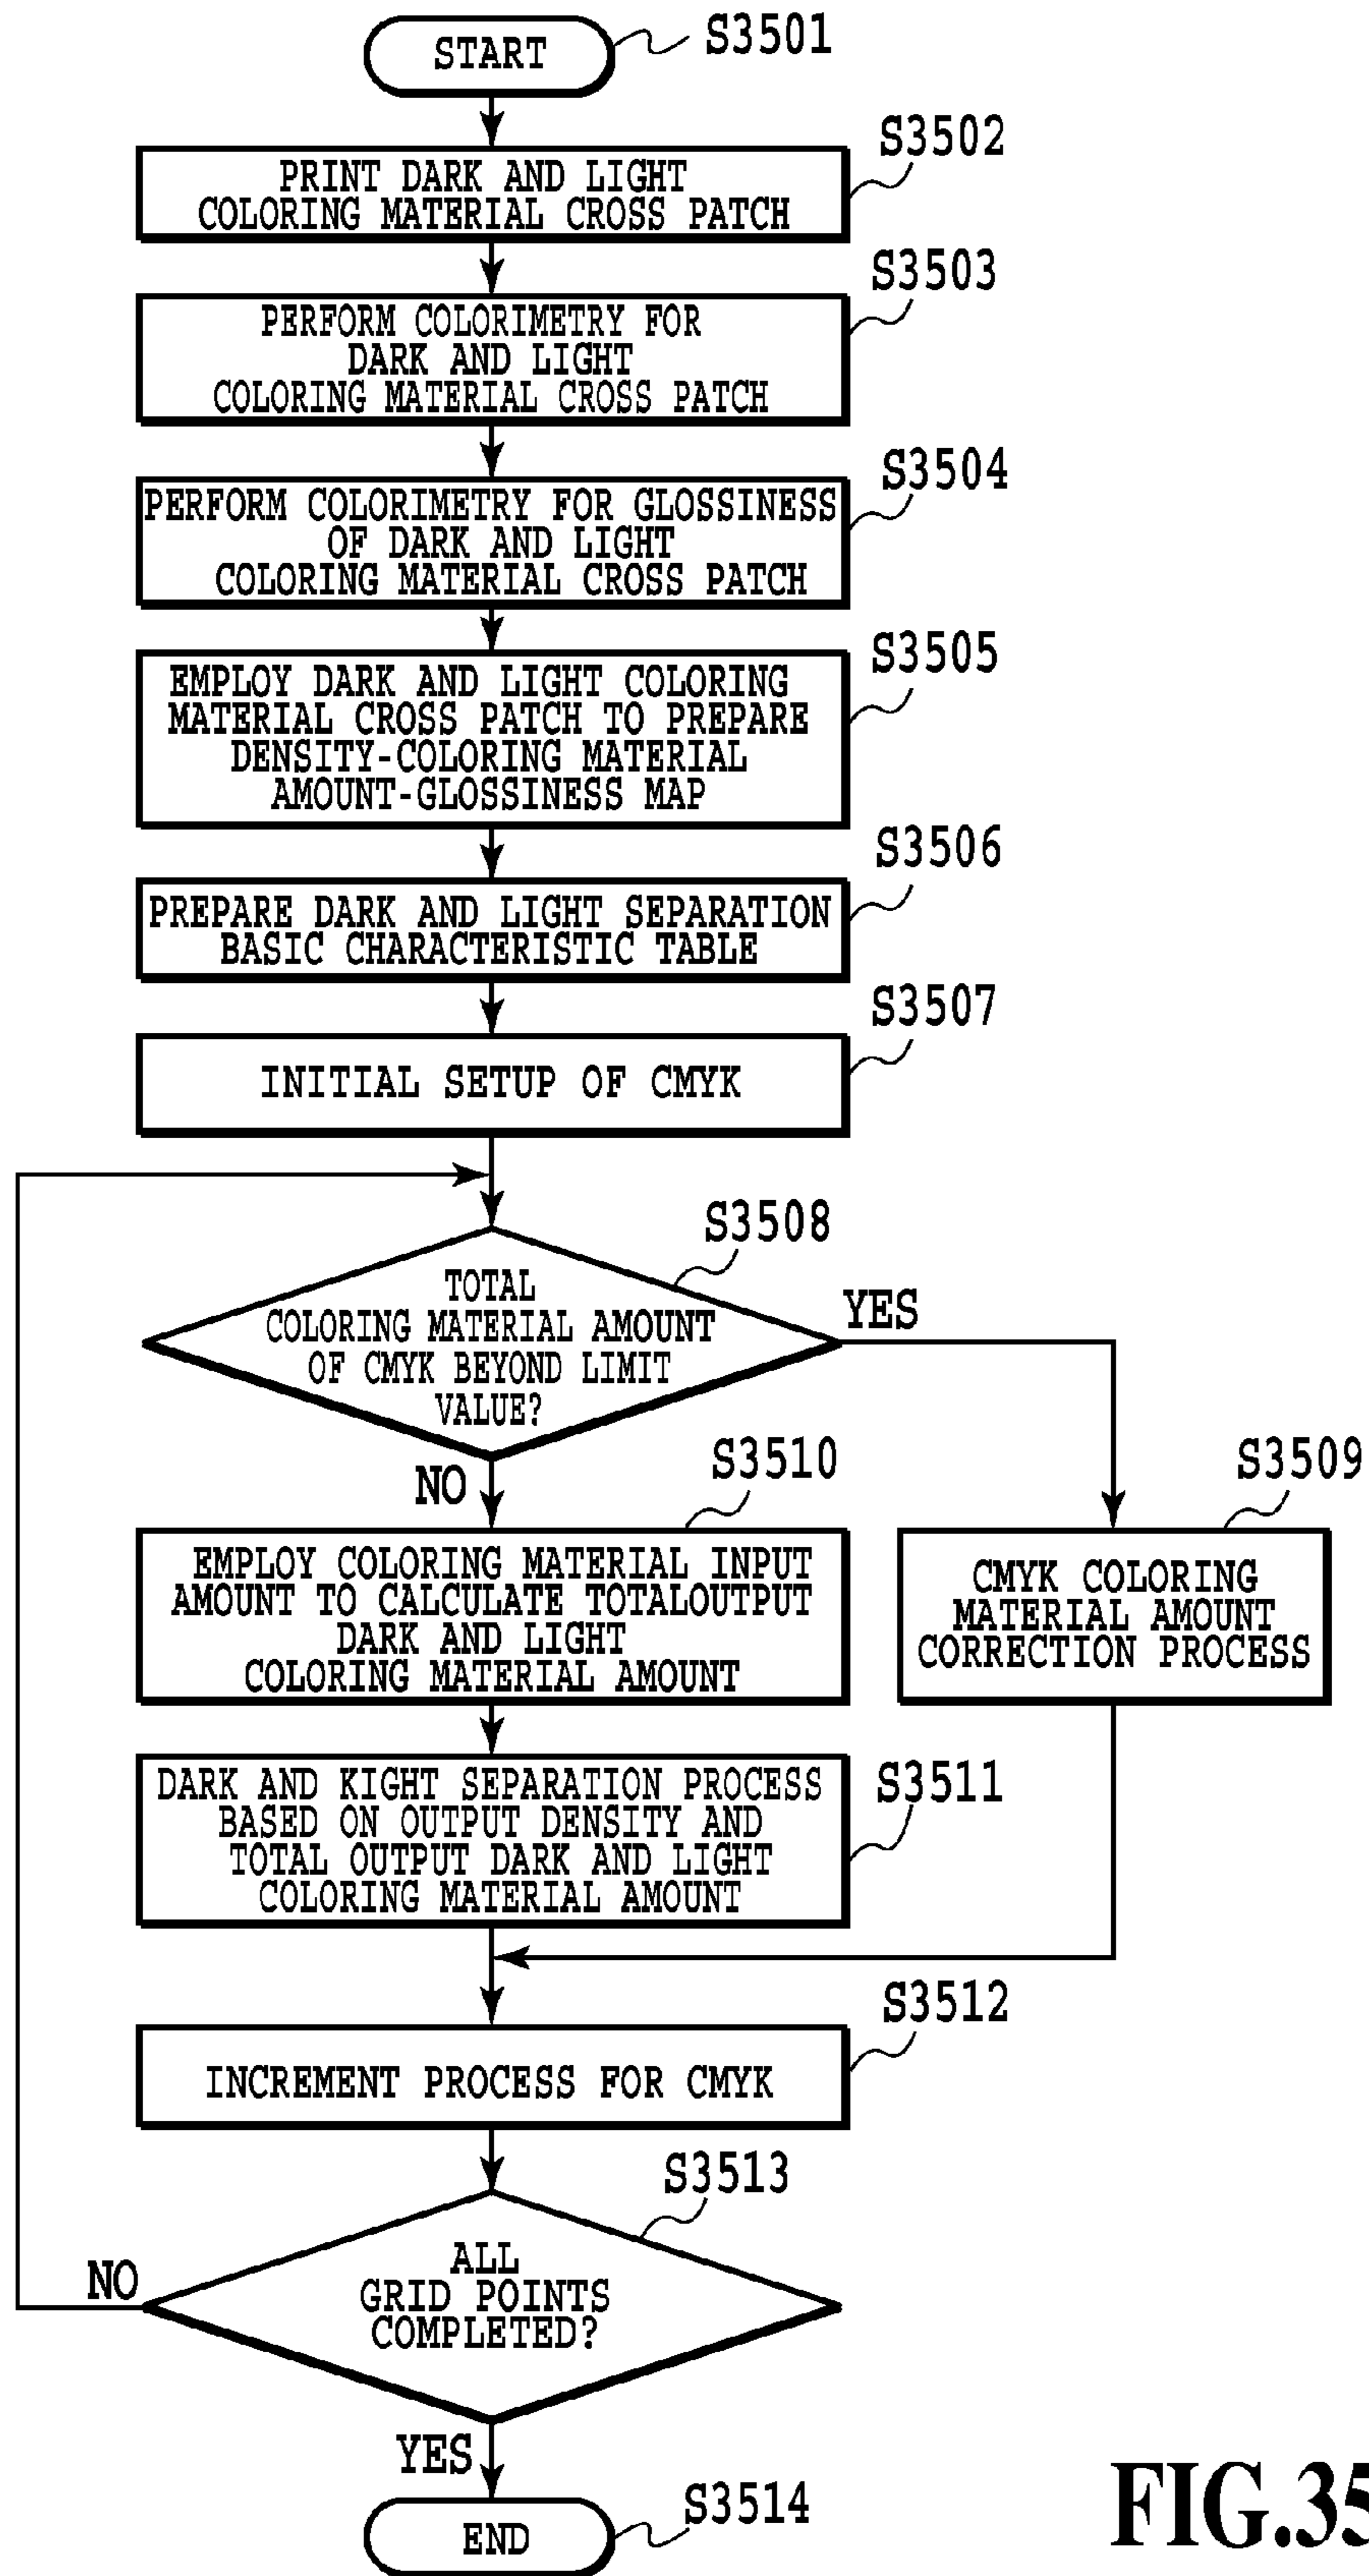 START
S3501
PRINT DARK AND LIGHT
COLORING MATERIAL CROSS PATCH
S3502
PERFORM COLORIMETRY FOR
DARK AND LIGHT
COLORING MATERIAL CROSS PATCH
S3503
PERFORM COLORIMETRY FOR GLOSSINESS
OF DARK AND LIGHT
COLORING MATERIAL CROSS PATCH
S3504
EMPLOY DARK AND LIGHT COLORING
MATERIAL CROSS PATCH TO PREPARE
DENSITY-COLORING MATERIAL
AMOUNT-GLOSSINESS MAP
S3505
PREPARE DARK AND LIGHT SEPARATION
BASIC CHARACTERISTIC TABLE
S3506
INITIAL SETUP OF CMYK
S3507
TOTAL
COLORING MATERIAL AMOUNT
OF CMYK BEYOND LIMIT
VALUE?
S3508
YES
NO
CMYK COLORING
MATERIAL AMOUNT
CORRECTION PROCESS
S3509
EMPLOY COLORING MATERIAL INPUT
AMOUNT TO CALCULATE TOTALOUTPUT
DARK AND LIGHT
COLORING MATERIAL AMOUNT
S3510
DARK AND KIGHT SEPARATION PROCESS
BASED ON OUTPUT DENSITY AND
TOTAL OUTPUT DARK AND LIGHT
COLORING MATERIAL AMOUNT
S3511
INCREMENT PROCESS FOR CMYK
S3512
ALL
GRID POINTS
COMPLETED?
S3513
NO
YES
END
S3514
FIG.35